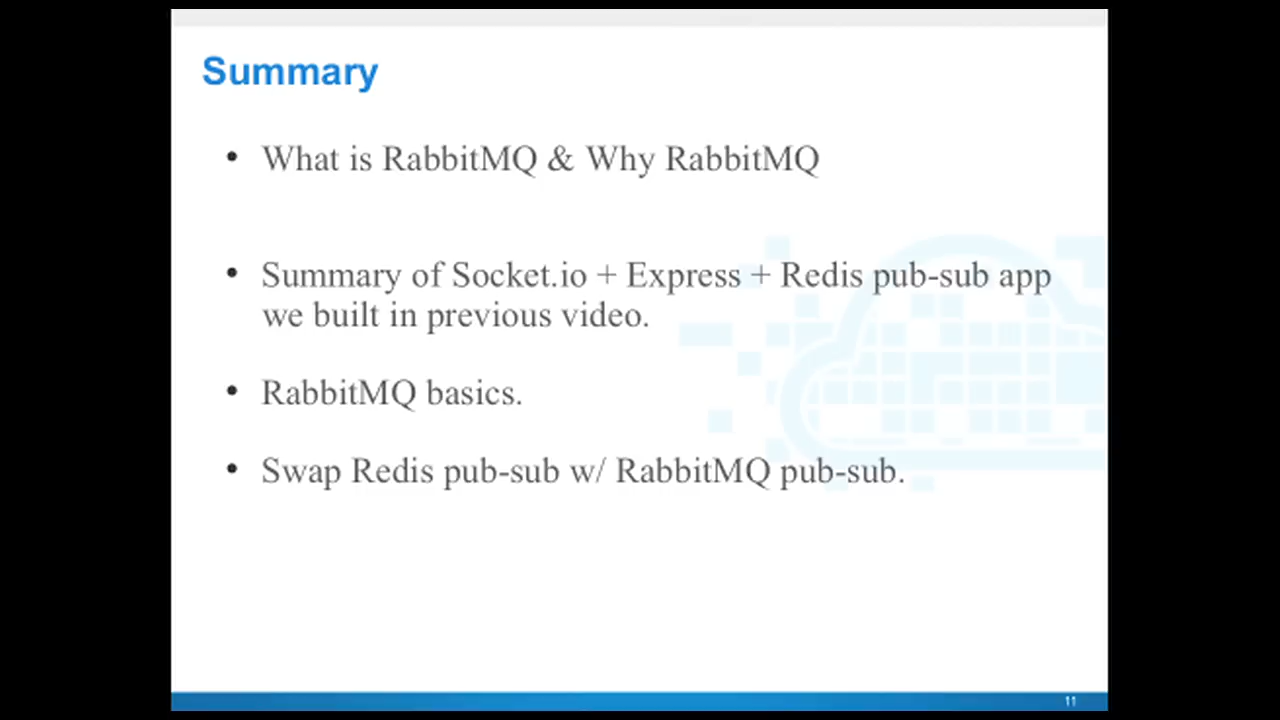 Summary
• What is RabbitMQ & Why RabbitMQ
• Summary of Socket.io + Express + Redis pub-sub app
we built in previous video.
• RabbitMQ basics.
• Swap Redis pub-sub w/ RabbitMQ pub-sub.
11